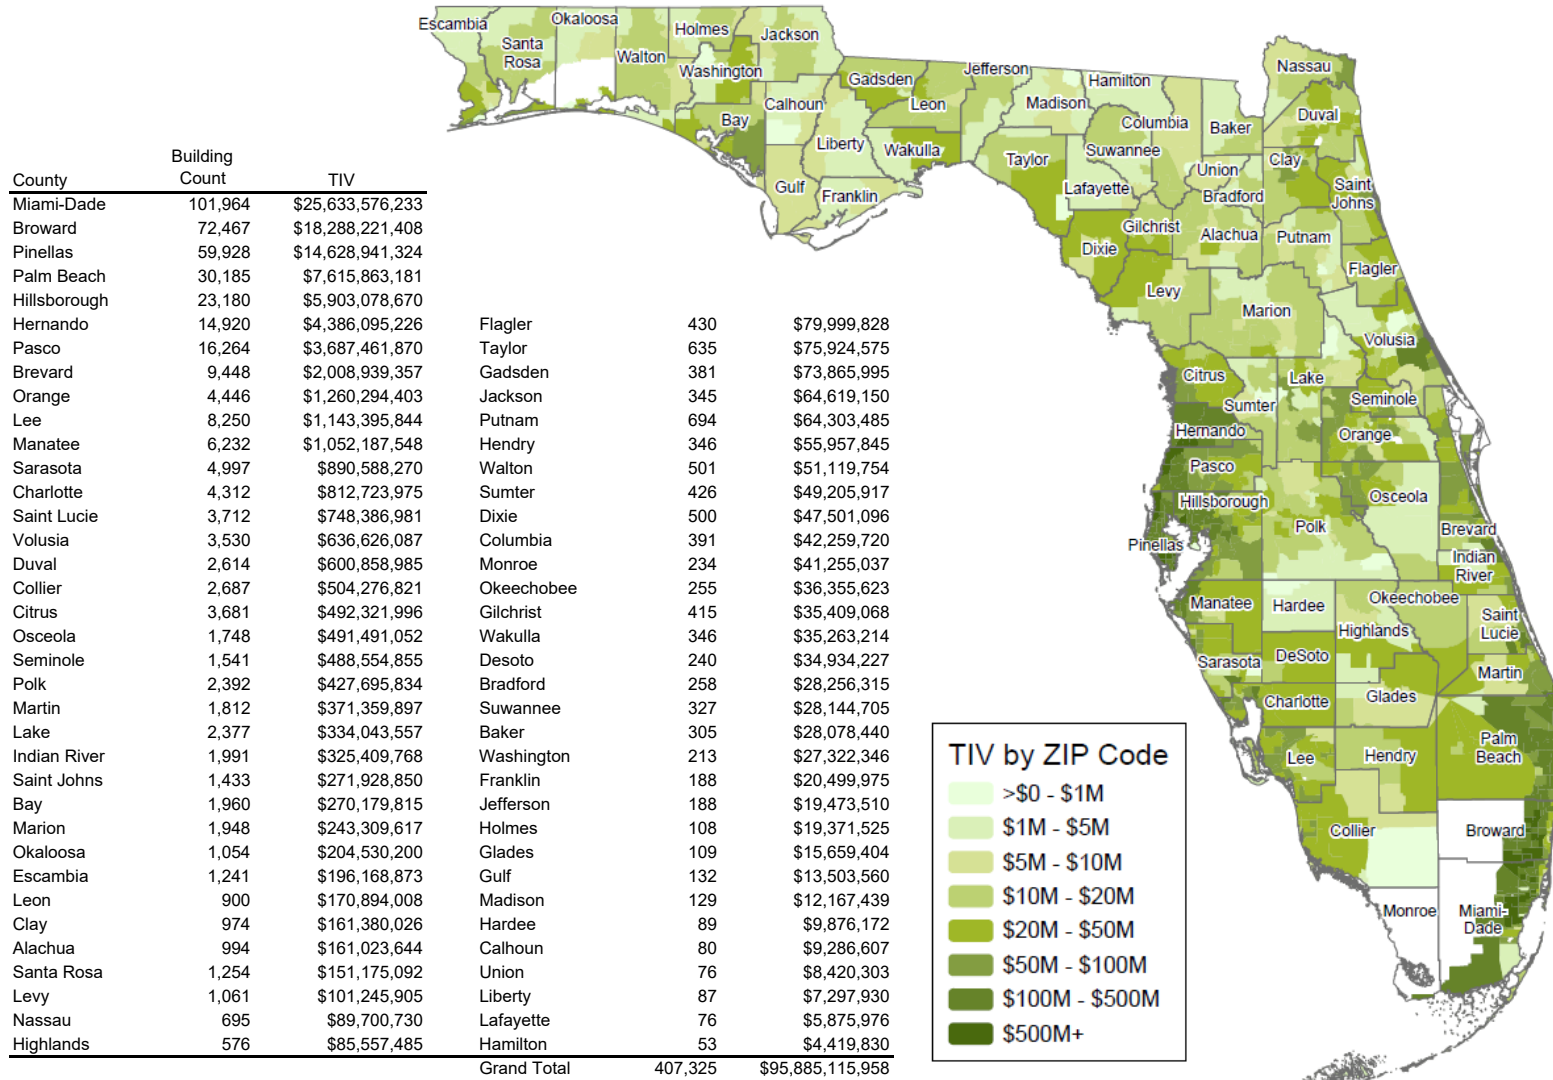 Building
County Count TIV
Miami-Dade 101,964 $25,633,576,233
Broward 72,467 $18,288,221,408
Pinellas 59,928 $14,628,941,324
Palm Beach 30,185 $7,615,863,181
Hillsborough 23,180 $5,903,078,670
Hernando 14,920 $4,386,095,226
Pasco 16,264 $3,687,461,870
Brevard 9,448 $2,008,939,357
Orange 4,446 $1,260,294,403
Lee 8,250 $1,143,395,844
Manatee 6,232 $1,052,187,548
Sarasota 4,997 $890,588,270
Charlotte 4,312 $812,723,975
Saint Lucie 3,712 $748,386,981
Volusia 3,530 $636,626,087
Duval 2,614 $600,858,985
Collier 2,687 $504,276,821
Citrus 3,681 $492,321,996
Osceola 1,748 $491,491,052
Seminole 1,541 $488,554,855
Polk 2,392 $427,695,834
Martin 1,812 $371,359,897
Lake 2,377 $334,043,557
Indian River 1,991 $325,409,768
Saint Johns 1,433 $271,928,850
Bay 1,960 $270,179,815
Marion 1,948 $243,309,617
Okaloosa 1,054 $204,530,200
Escambia 1,241 $196,168,873
Leon 900 $170,894,008
Clay 974 $161,380,026
Alachua 994 $161,023,644
Santa Rosa 1,254 $151,175,092
Levy 1,061 $101,245,905
Nassau 695 $89,700,730
Highlands 576 $85,557,485
Flagler 430 $79,999,828
Taylor 635 $75,924,575
Gadsden 381 $73,865,995
Jackson 345 $64,619,150
Putnam 694 $64,303,485
Hendry 346 $55,957,845
Walton 501 $51,119,754
Sumter 426 $49,205,917
Dixie 500 $47,501,096
Columbia 391 $42,259,720
Monroe 234 $41,255,037
Okeechobee 255 $36,355,623
Gilchrist 415 $35,409,068
Wakulla 346 $35,263,214
Desoto 240 $34,934,227
Bradford 258 $28,256,315
Suwannee 327 $28,144,705
Baker 305 $28,078,440
Washington 213 $27,322,346
Franklin 188 $20,499,975
Jefferson 188 $19,473,510
Holmes 108 $19,371,525
Glades 109 $15,659,404
Gulf 132 $13,503,560
Madison 129 $12,167,439
Hardee 89 $9,876,172
Calhoun 80 $9,286,607
Union 76 $8,420,303
Liberty 87 $7,297,930
Lafayette 76 $5,875,976
Hamilton 53 $4,419,830
Grand Total 407,325 $95,885,115,958
Escambia
Okaloosa
Santa
Rosa
Walton
Holmes
Jackson
Washington
Bay
Calhoun
Gulf
Liberty
Franklin
Gadsden
Leon
Wakulla
Jefferson
Madison
Taylor
Hamilton
Suwannee
Lafayette
Columbia
Baker
Union
Bradford
Nassau
Duval
Clay
Saint
Johns
Gilchrist
Dixie
Alachua
Putnam
Flagler
Levy
Marion
Volusia
Citrus
Lake
Sumter
Seminole
Hernando
Orange
Pasco
Hillsborough
Osceola
Polk
Pinellas
Brevard
Indian
River
Manatee
Hardee
Okeechobee
Highlands
Saint
Lucie
Sarasota
DeSoto
Martin
Charlotte
Glades
Lee
Hendry
Palm
Beach
Collier
Broward
Monroe
Miami-
Dade
TIV by ZIP Code
>$0 - $1M
$1M - $5M
$5M - $10M
$10M - $20M
$20M - $50M
$50M - $100M
$100M - $500M
$500M+